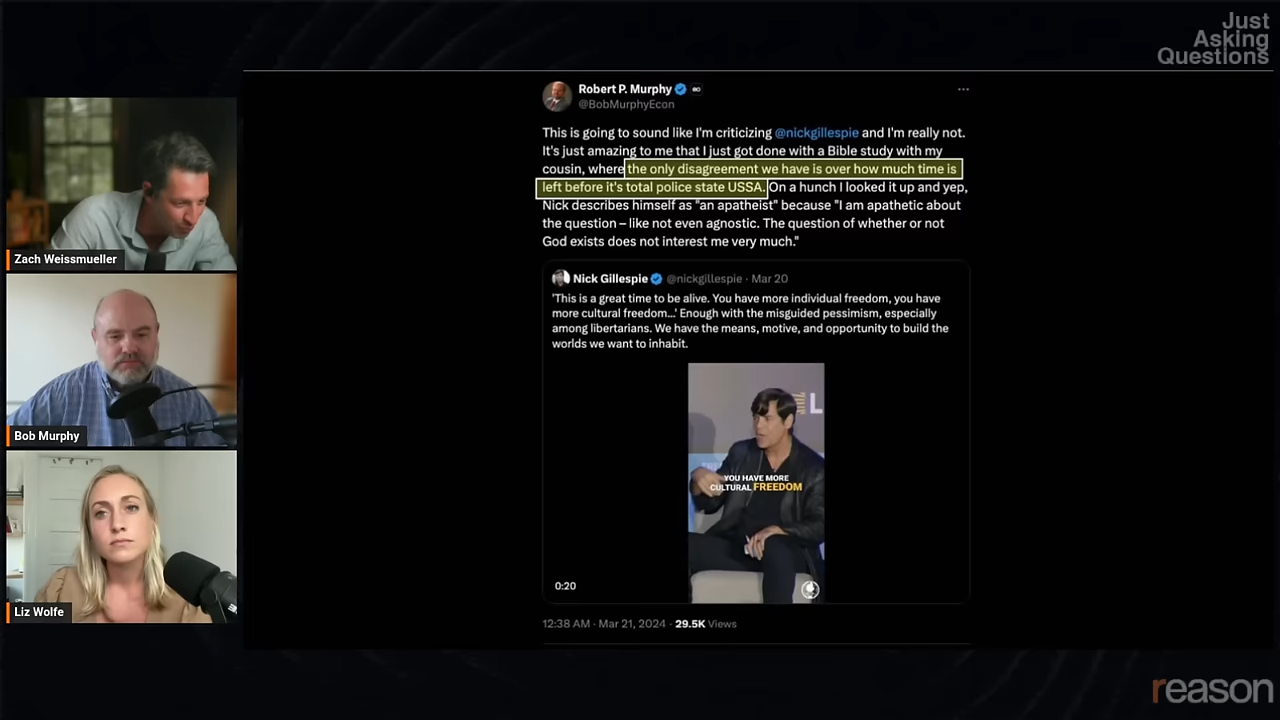 Just
Asking
Questions
Zach Weissmueller
Bob Murphy
Liz Wolfe
Robert P. Murphy
@BobMurphyEcon
This is going to sound like I'm criticizing @nickgillespie and I'm really not.
It's just amazing to me that I just got done with a Bible study with my
cousin, where the only disagreement we have is over how much time is
left before it's total police state USSA. On a hunch I looked it up and yep,
Nick describes himself as "an apatheist" because "I am apathetic about
the question – like not even agnostic. The question of whether or not
God exists does not interest me very much."
Nick Gillespie @nickgillespie · Mar 20
'This is a great time to be alive. You have more individual freedom, you have
more cultural freedom...' Enough with the misguided pessimism, especially
among libertarians. We have the means, motive, and opportunity to build the
worlds we want to inhabit.
L
YOU HAVE MORE
CULTURAL FREEDOM
0:20
12:38 AM · Mar 21, 2024 · 29.5K Views
reason